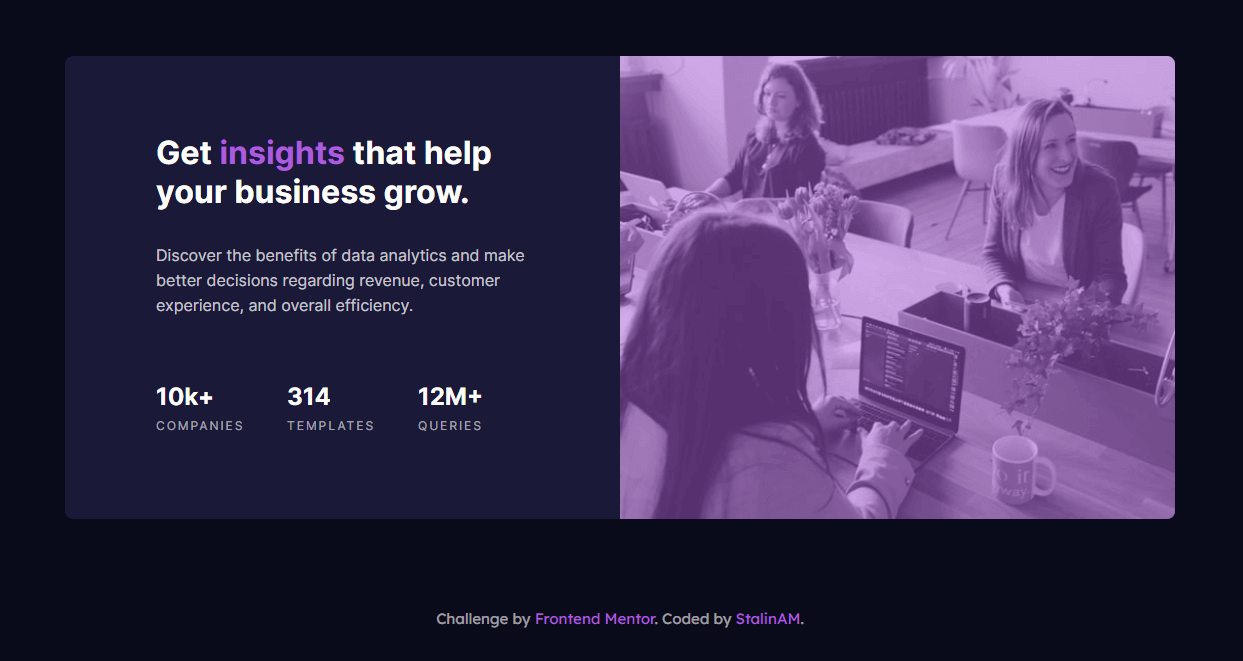 Get insights that help
your business grow.
Discover the benefits of data analytics and make
better decisions regarding revenue, customer
experience, and overall efficiency.
10k+ 314 12M+
COMPANIES TEMPLATES QUERIES
way.
Challenge by Frontend Mentor. Coded by StalinAM.